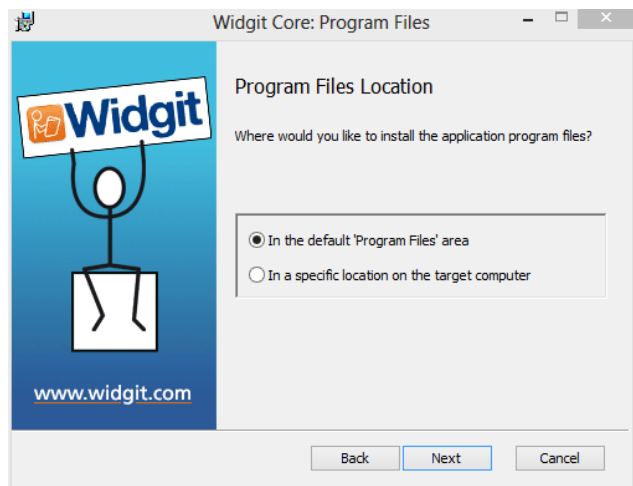 Widgit Core: Program Files
Widgit
Program Files Location
Where would you like to install the application program files?
In the default 'Program Files' area
In a specific location on the target computer
www.widgit.com
Back
Next
Cancel